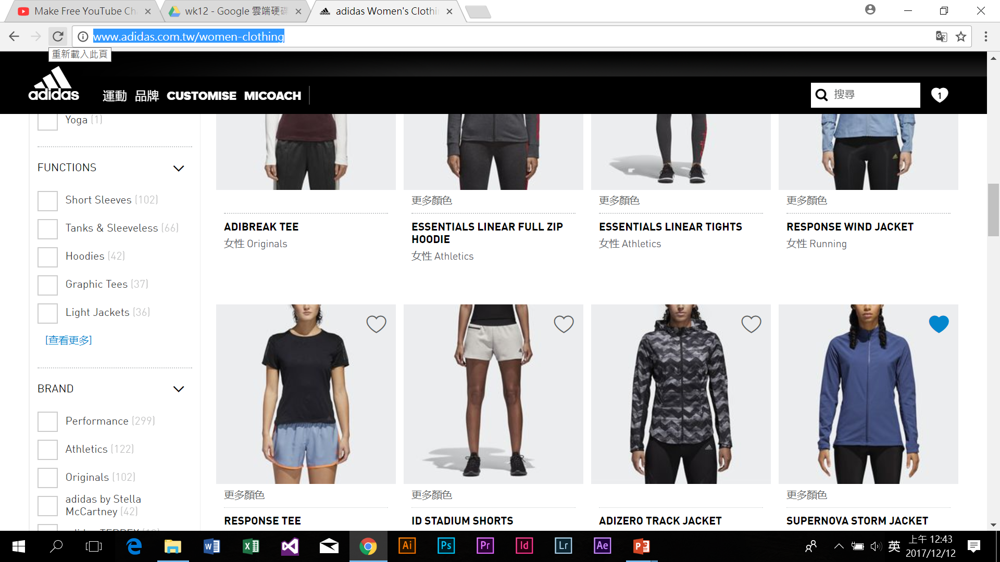 Make Free YouTube Ch
wk12 - Google 雲端硬碟
adidas Women's Clothi
www.adidas.com.tw/women-clothing
重新載入此頁
adidas
運動 品牌 CUSTOMISE MICOACH
搜尋
1
Yoga (1)
FUNCTIONS
Short Sleeves (102)
Tanks & Sleeveless (66)
Hoodies (42)
Graphic Tees (37)
Light Jackets (36)
[查看更多]
BRAND
Performance (299)
Athletics (122)
Originals (102)
adidas by Stella
McCartney (42)
ADIBREAK TEE
女性 Originals
更多顏色
ESSENTIALS LINEAR FULL ZIP
HOODIE
女性 Athletics
更多顏色
ESSENTIALS LINEAR TIGHTS
女性 Athletics
更多顏色
RESPONSE WIND JACKET
女性 Running
更多顏色
RESPONSE TEE
更多顏色
ID STADIUM SHORTS
ADIZERO TRACK JACKET
更多顏色
SUPERNOVA STORM JACKET
Ai
Ps
Pr
Id
Lr
Ae
英
上午 12:43
2017/12/12